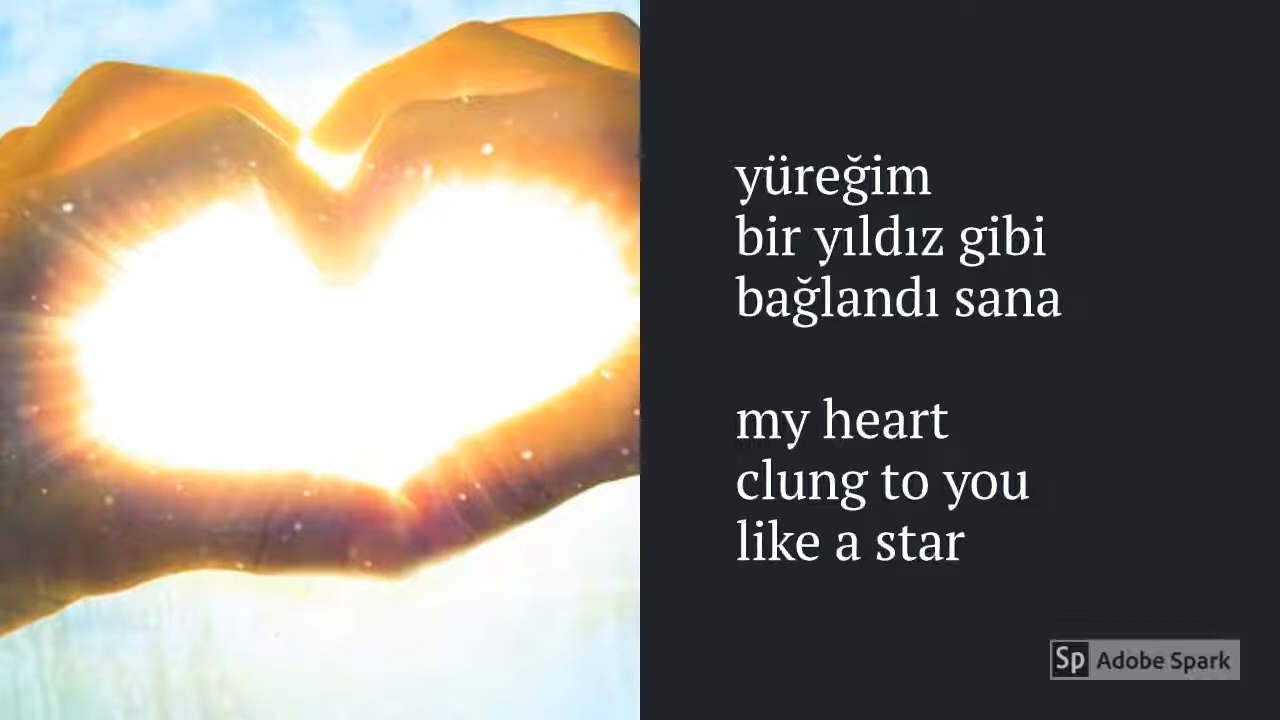 yüreğim
bir yıldız gibi
bağlandı sana
my heart
clung to you
like a star
Sp Adobe Spark